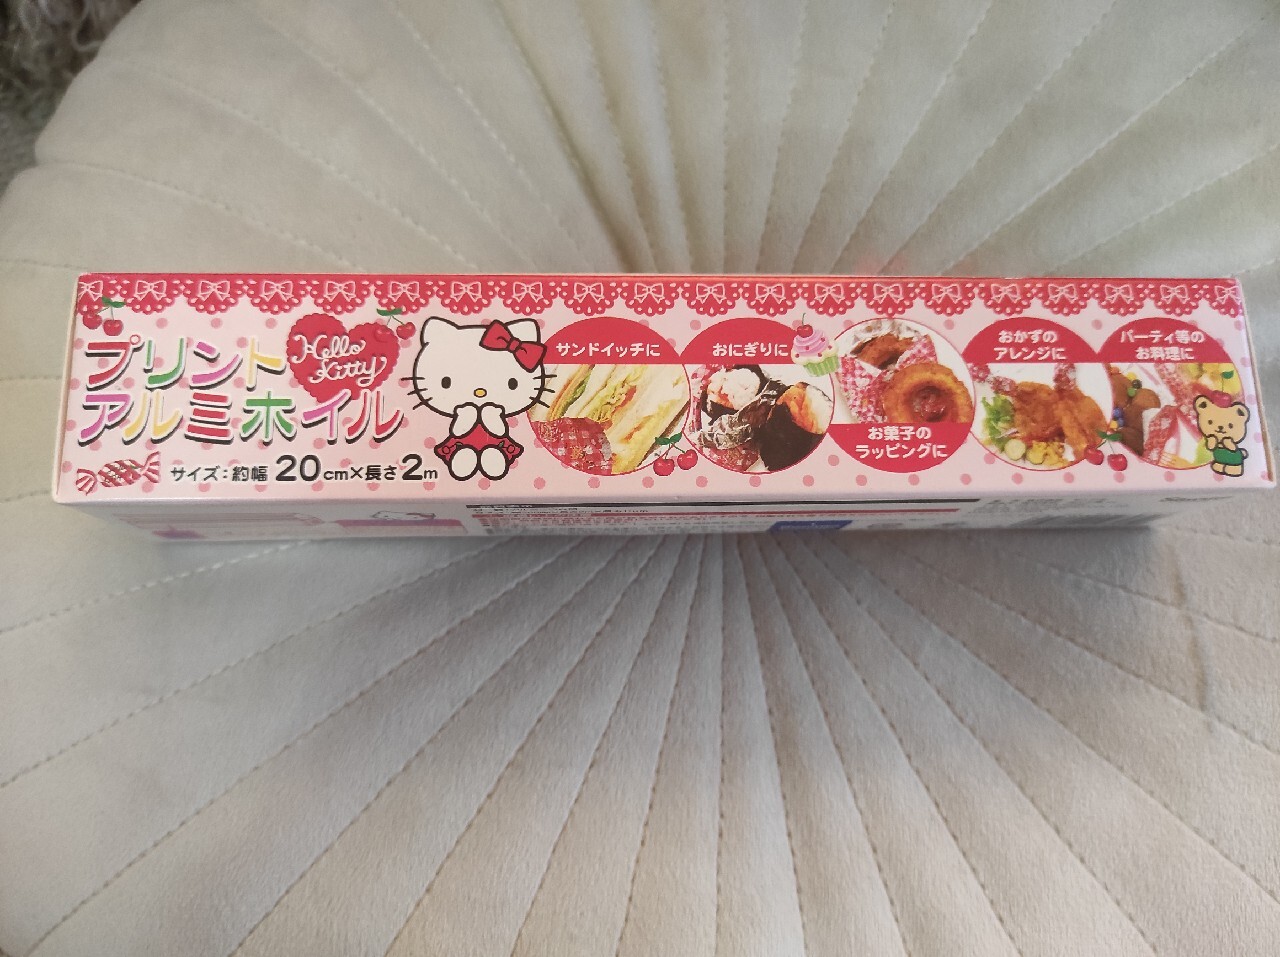 プリント
アルミホイル
Hello
Kitty
サイズ：約幅 20cm×長さ2m
サンドイッチに
おにぎりに
お菓子の
ラッピングに
おかずの
アレンジに
パーティ等の
お料理に